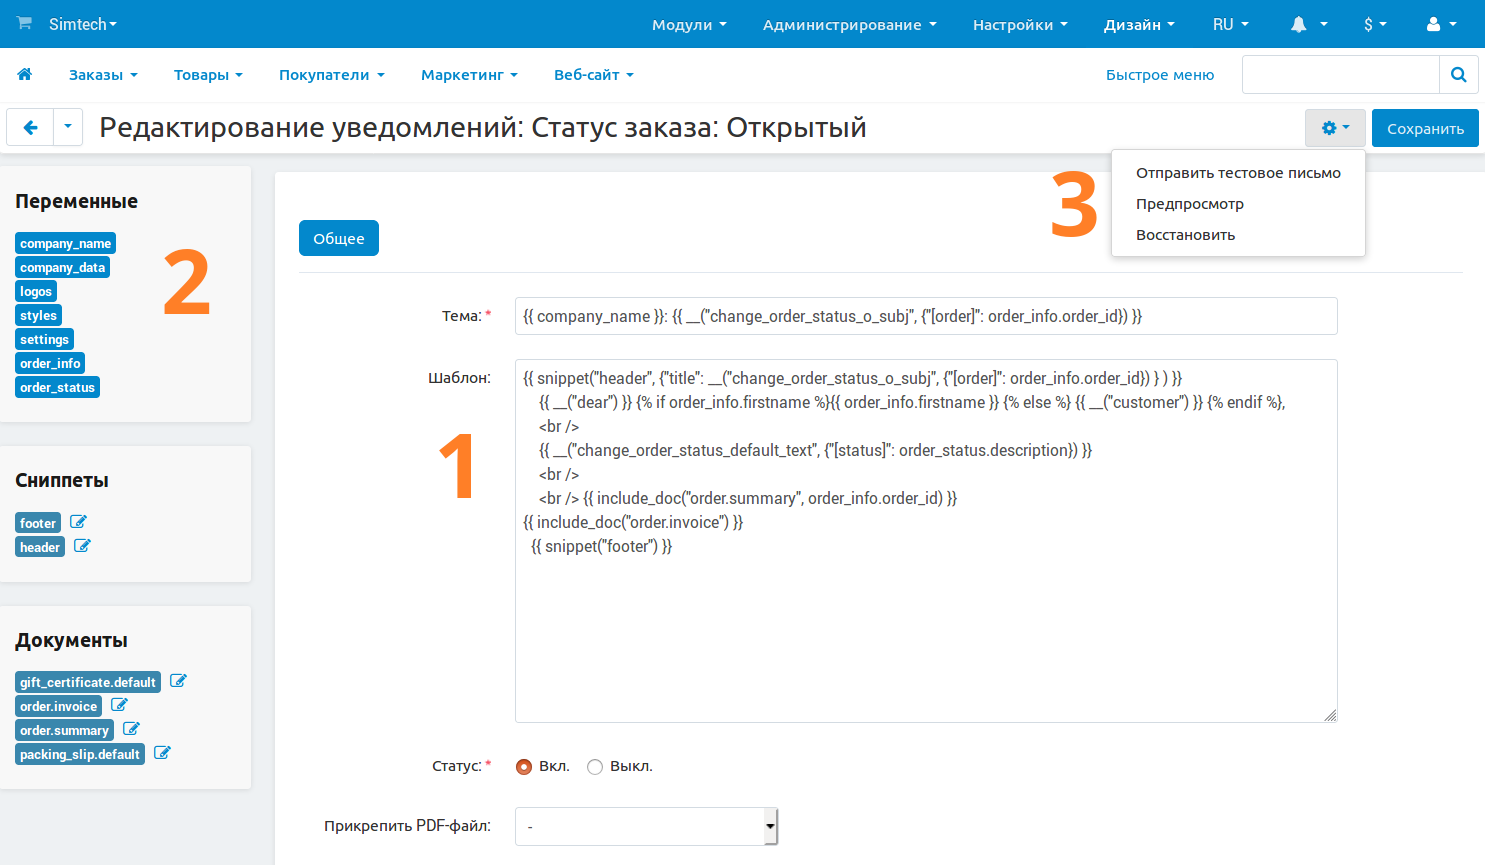 Simtech
Модули
Администрирование
Настройки
Дизайн
RU
$
Заказы
Товары
Покупатели
Маркетинг
Веб-сайт
Быстрое меню
Редактирование уведомлений: Статус заказа: Открытый
Сохранить
Отправить тестовое письмо
Предпросмотр
Восстановить
3
Переменные
company_name
company_data
logos
styles
settings
order_info
order_status
2
Сниппеты
footer
header
Документы
gift_certificate.default
order.invoice
order.summary
packing_slip.default
Общее
Тема: *
{{ company_name }}: {{ __("change_order_status_o_subj", {"[order]": order_info.order_id}) }}
Шаблон:
1
{{ snippet("header", {"title": __("change_order_status_o_subj", {"[order]": order_info.order_id}) } ) }}
{{ __("dear") }} {% if order_info.firstname %}{{ order_info.firstname }} {% else %} {{ __("customer") }} {% endif %},
<br />
{{ __("change_order_status_default_text", {"[status]": order_status.description}) }}
<br />
<br /> {{ include_doc("order.summary", order_info.order_id) }}
{{ include_doc("order.invoice") }}
{{ snippet("footer") }}
Статус: *
Вкл.
Выкл.
Прикрепить PDF-файл:
-